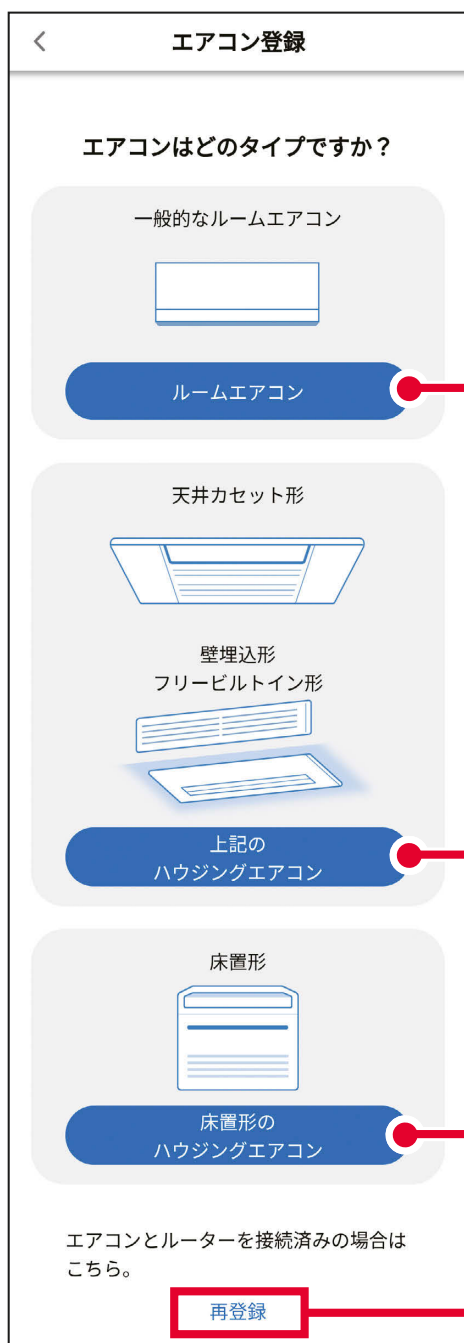 エアコン登録
エアコンはどのタイプですか？
一般的なルームエアコン
ルームエアコン
天井カセット形
壁埋込形
フリービルトイン形
上記の
ハウジングエアコン
床置形
床置形の
ハウジングエアコン
エアコンとルーターを接続済みの場合は
こちら。
再登録